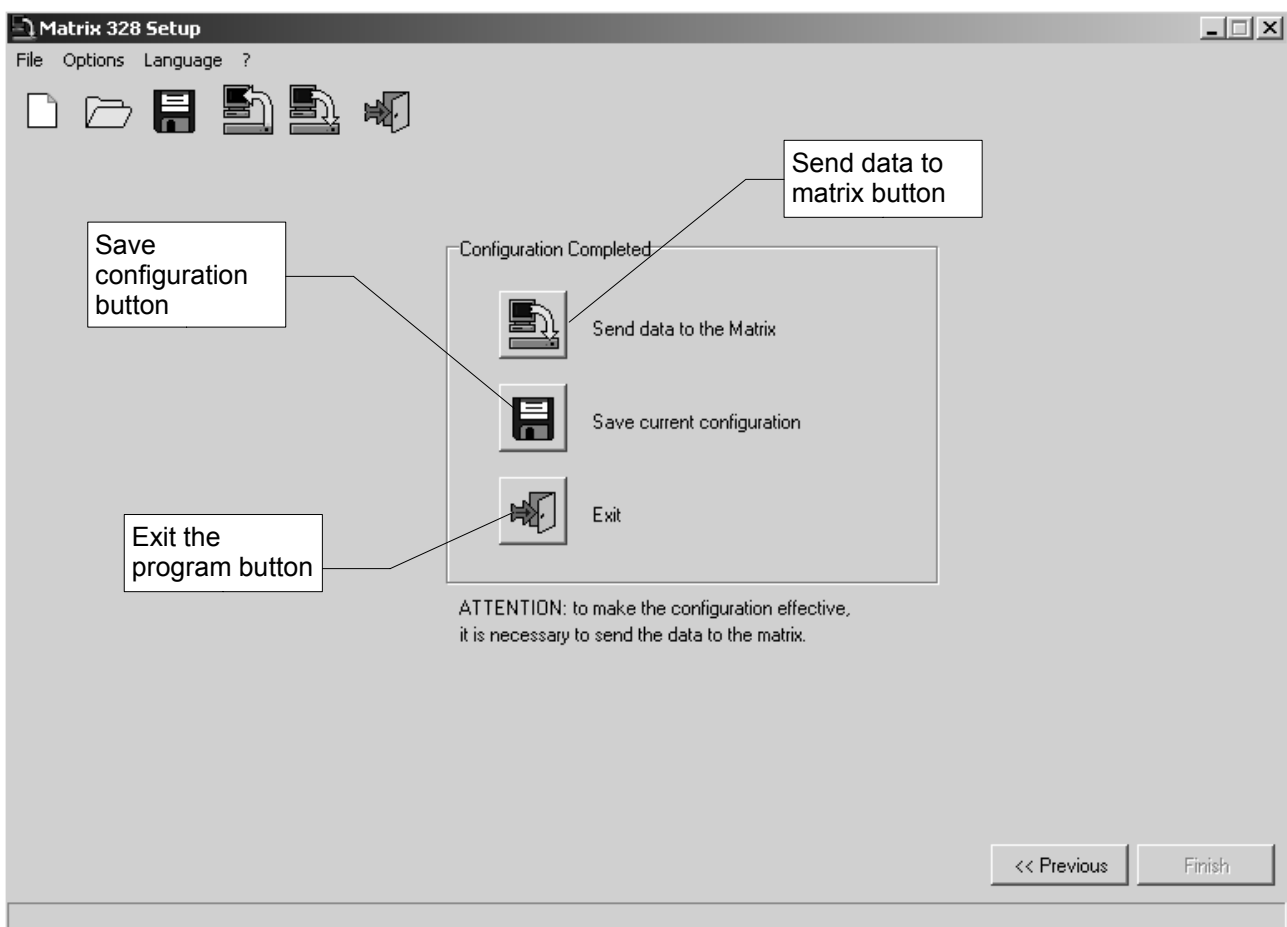 Matrix 328 Setup
File Options Language ?
Send data to
matrix button
Save
configuration
button
Configuration Completed
Send data to the Matrix
Save current configuration
Exit the
program button
Exit
ATTENTION: to make the configuration effective,
it is necessary to send the data to the matrix.
<< Previous
Finish